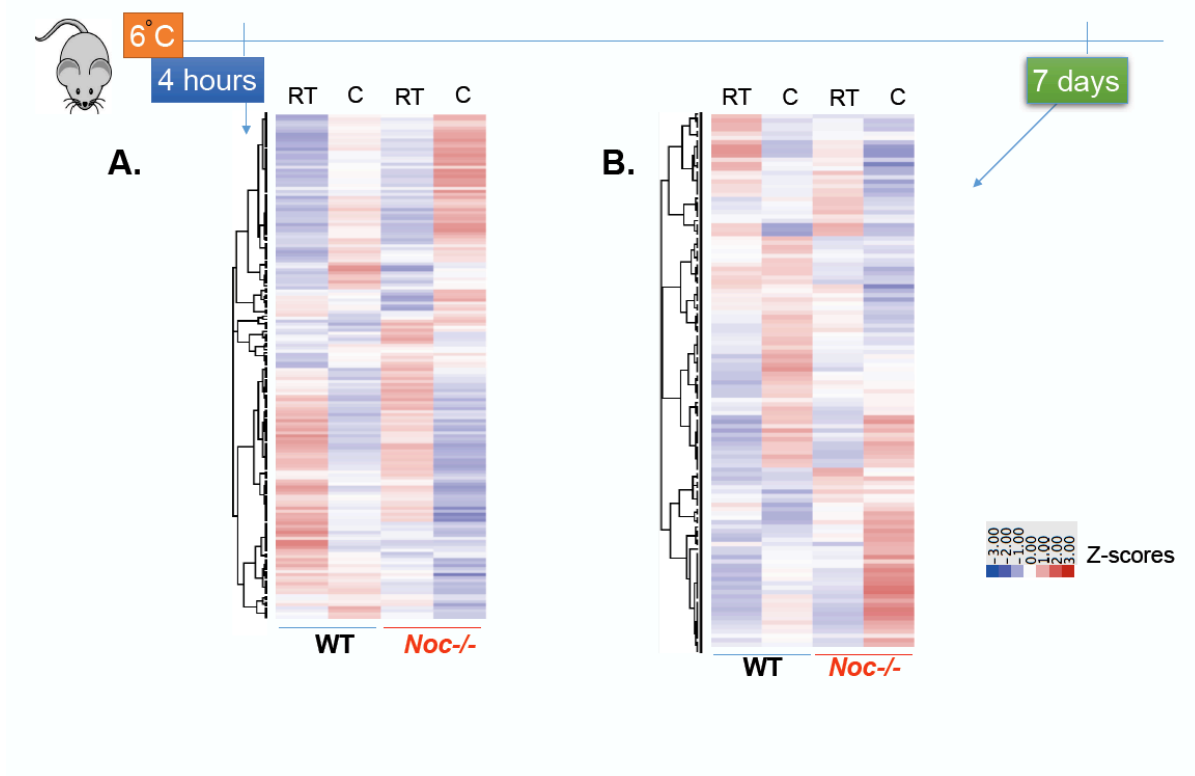 6°C
4 hours
7 days
RT C RT C
RT C RT C
A.
B.
-3.00
-2.00
-1.00
0.00
1.00
2.00
3.00
Z-scores
WT Noc-/-
WT Noc-/-